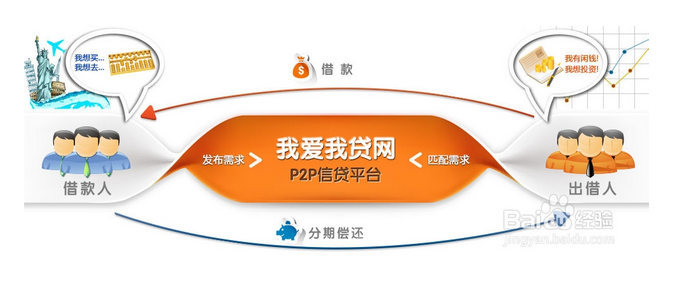 我想买...
我想去...
借 款
我有闲钱!
我想投资!
发布需求
我爱我贷网
P2P信贷平台
匹配需求
借款人
出借人
分期偿还
Baidu经验
jingyan.baidu.com